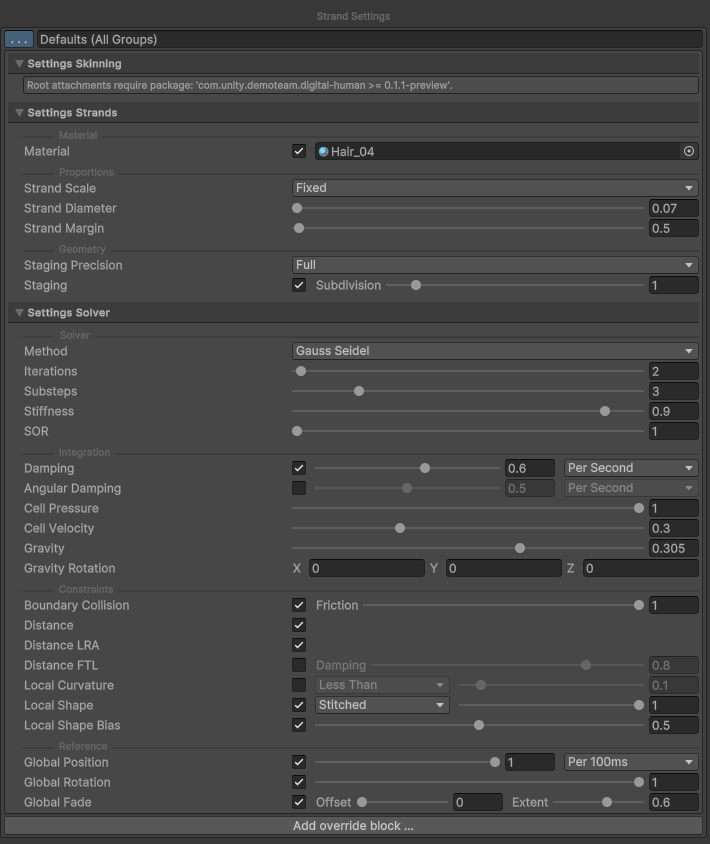 Strand Settings
... Defaults (All Groups)
Settings Skinning
Root attachments require package: 'com.unity.demoteam.digital-human >= 0.1.1-preview'.
Settings Strands
Material
Material Hair_04
Proportions
Strand Scale Fixed
Strand Diameter 0.07
Strand Margin 0.5
Geometry
Staging Precision Full
Staging Subdivision 1
Settings Solver
Solver
Method Gauss Seidel
Iterations 2
Substeps 3
Stiffness 0.9
SOR 1
Integration
Damping 0.6 Per Second
Angular Damping 0.5 Per Second
Cell Pressure 1
Cell Velocity 0.3
Gravity 0.305
Gravity Rotation X 0 Y 0 Z 0
Constraints
Boundary Collision Friction 1
Distance
Distance LRA
Distance FTL Damping 0.8
Local Curvature Less Than 0.1
Local Shape Stitched 1
Local Shape Bias 0.5
Reference
Global Position 1 Per 100ms
Global Rotation 1
Global Fade Offset 0 Extent 0.6
Add override block ...